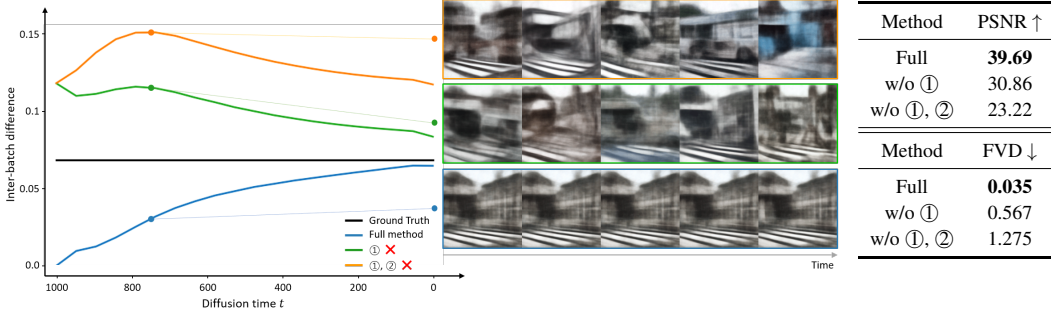 0.15
0.1
0.05
0.0
Inter-batch difference
1000
800
600
400
200
0
Diffusion time t
Ground Truth
Full method
① ✕
①, ② ✕
Time
Method PSNR ↑
Full 39.69
w/o ① 30.86
w/o ①, ② 23.22
Method FVD ↓
Full 0.035
w/o ① 0.567
w/o ①, ② 1.275